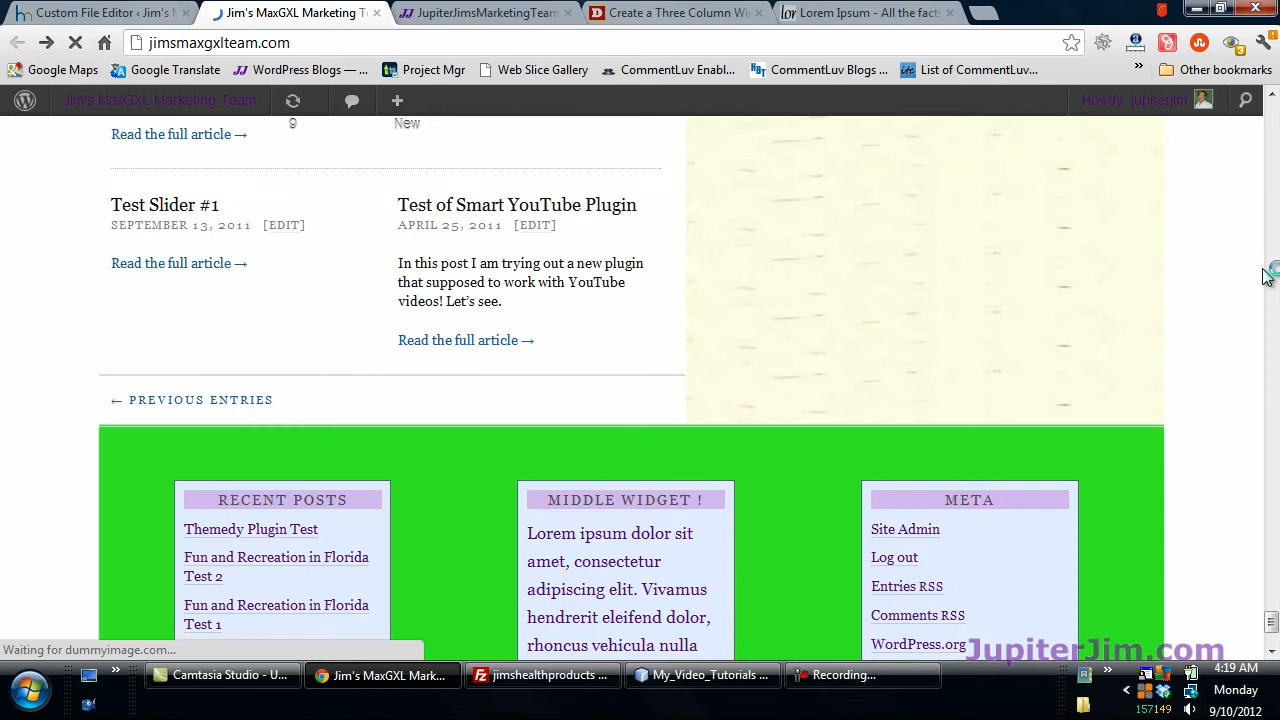 Custom File Editor ‹ Jim's M
Jim's MaxGXL Marketing T
JupiterJimsMarketingTeam
Create a Three Column Wi
Lorem Ipsum - All the facts
jimsmaxgxlteam.com
Google Maps
Google Translate
WordPress Blogs — ...
Project Mgr
Web Slice Gallery
CommentLuv Enabl...
CommentLuv Blogs ...
List of CommentLuv...
Other bookmarks
Jim's MaxGXL Marketing Team
Howdy, jupiterjim
9
New
Read the full article →
Test Slider #1
SEPTEMBER 13, 2011 [EDIT]
Read the full article →
Test of Smart YouTube Plugin
APRIL 25, 2011 [EDIT]
In this post I am trying out a new plugin
that supposed to work with YouTube
videos! Let's see.
Read the full article →
← PREVIOUS ENTRIES
RECENT POSTS
Themedy Plugin Test
Fun and Recreation in Florida
Test 2
Fun and Recreation in Florida
Test 1
MIDDLE WIDGET !
Lorem ipsum dolor sit
amet, consectetur
adipiscing elit. Vivamus
hendrerit eleifend dolor,
rhoncus vehicula nulla
META
Site Admin
Log out
Entries RSS
Comments RSS
WordPress.org
Waiting for dummyimage.com...
JupiterJim.com
Camtasia Studio - U...
Jim's MaxGXL Mark...
jimshealthproducts ...
My_Video_Tutorials ...
Recording...
4:19 AM
Monday
9/10/2012
157149